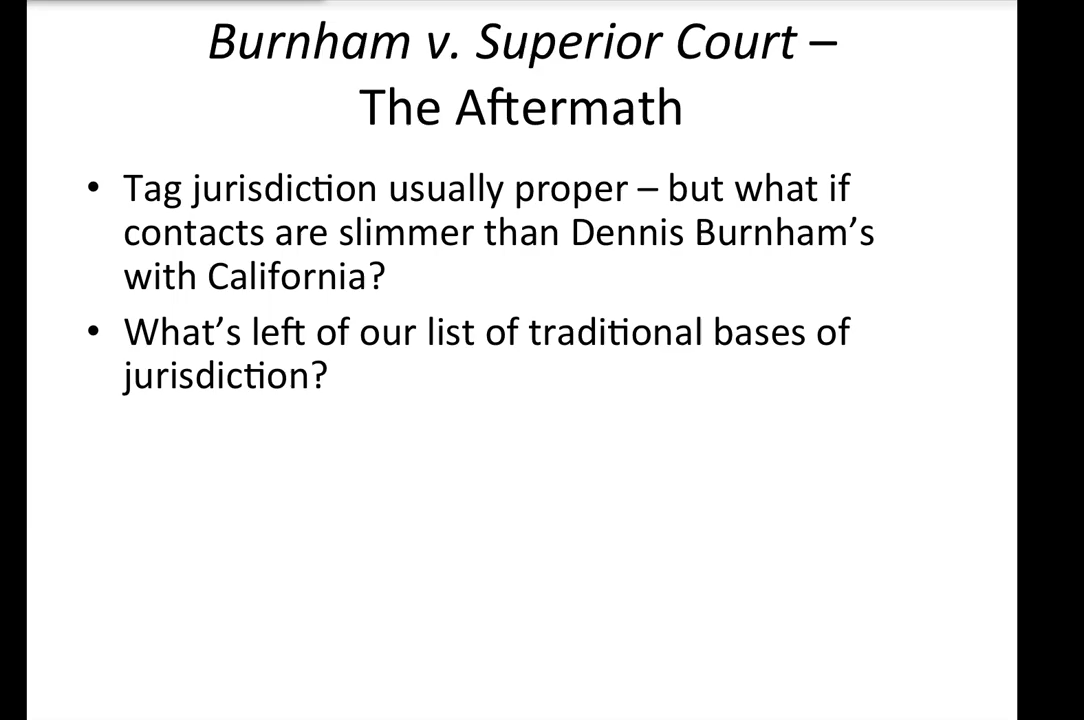 Burnham v. Superior Court –
The Aftermath
• Tag jurisdiction usually proper – but what if
contacts are slimmer than Dennis Burnham’s
with California?
• What’s left of our list of traditional bases of
jurisdiction?